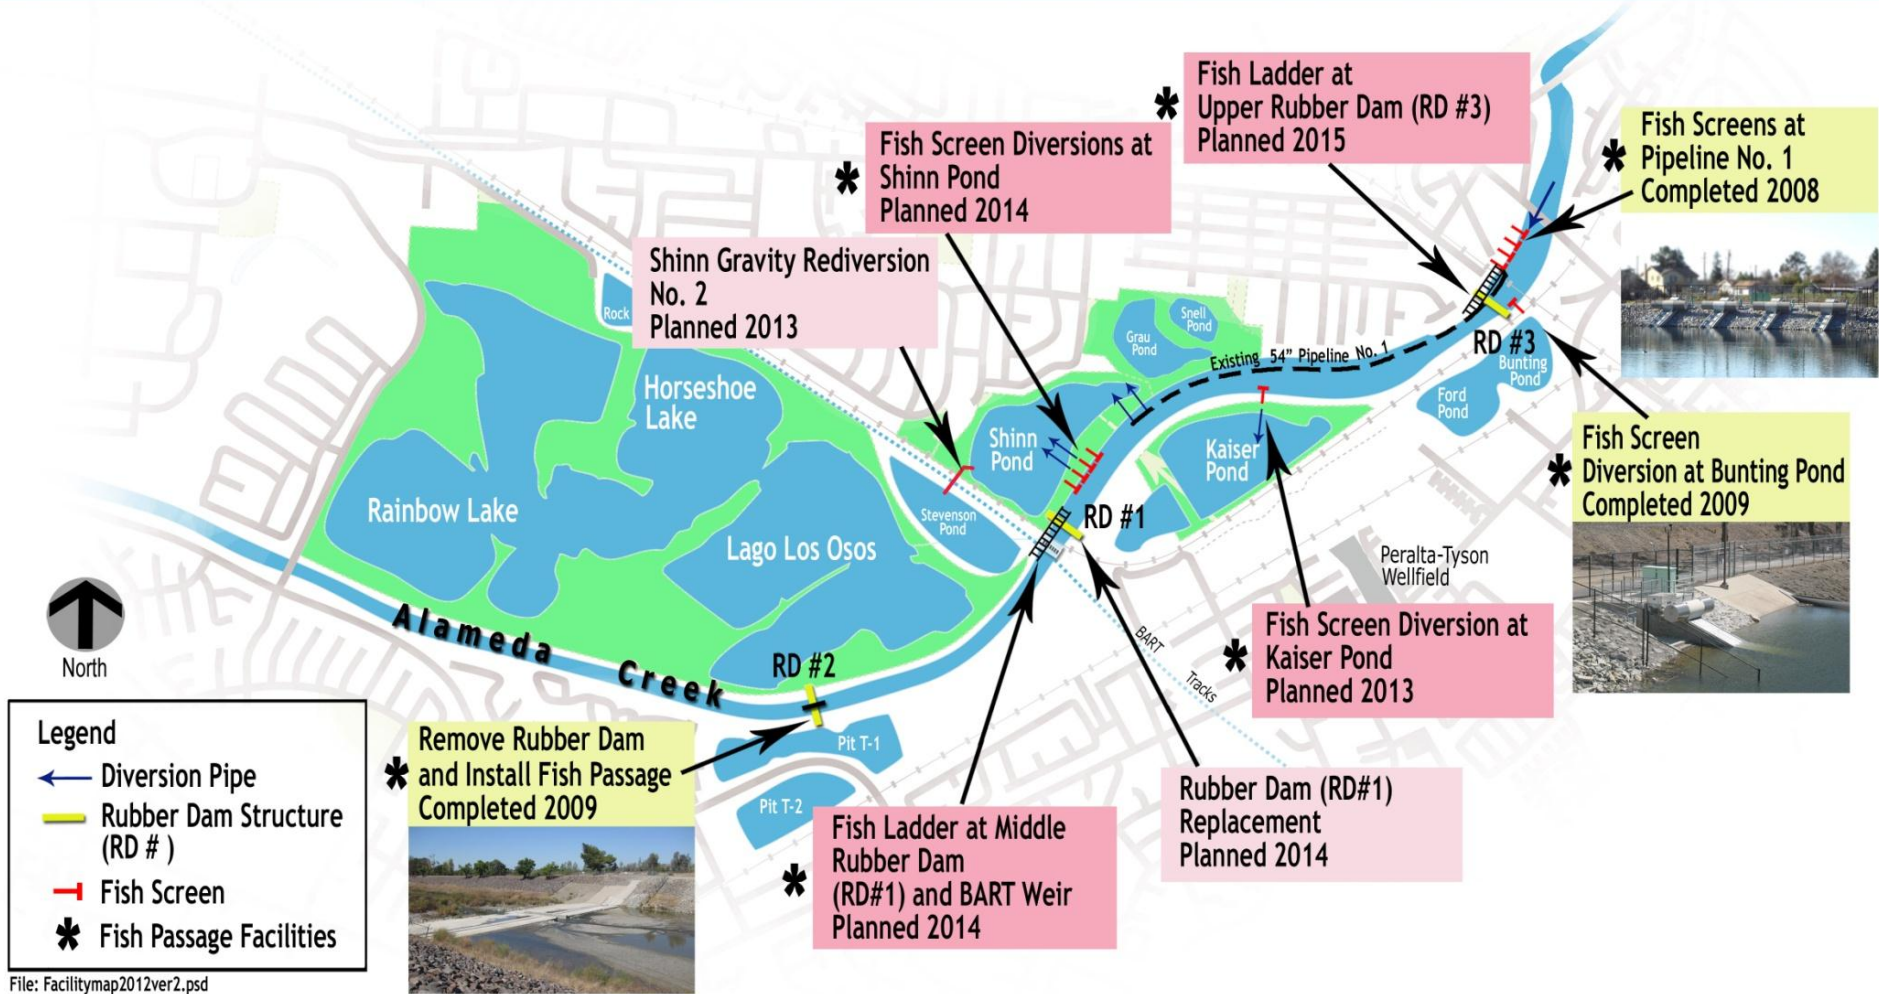 Fish Ladder at
Upper Rubber Dam (RD #3)
Planned 2015
Fish Screens at
Pipeline No. 1
Completed 2008
Fish Screen Diversions at
Shinn Pond
Planned 2014
Shinn Gravity Rediversion
No. 2
Planned 2013
Rock
Horseshoe
Lake
Rainbow Lake
Lago Los Osos
Stevenson
Pond
Shinn
Pond
Grau
Pond
Snell
Pond
Existing 54" Pipeline No. 1
RD #3
Bunting
Pond
Ford
Pond
Kaiser
Pond
RD #1
Fish Screen
Diversion at Bunting Pond
Completed 2009
Peralta-Tyson
Wellfield
Fish Screen Diversion at
Kaiser Pond
Planned 2013
BART
Tracks
Alameda Creek
RD #2
Pit T-1
Pit T-2
North
Remove Rubber Dam
and Install Fish Passage
Completed 2009
Fish Ladder at Middle
Rubber Dam
(RD#1) and BART Weir
Planned 2014
Rubber Dam (RD#1)
Replacement
Planned 2014
Legend
Diversion Pipe
Rubber Dam Structure
(RD # )
Fish Screen
Fish Passage Facilities
File: Facilitymap2012ver2.psd